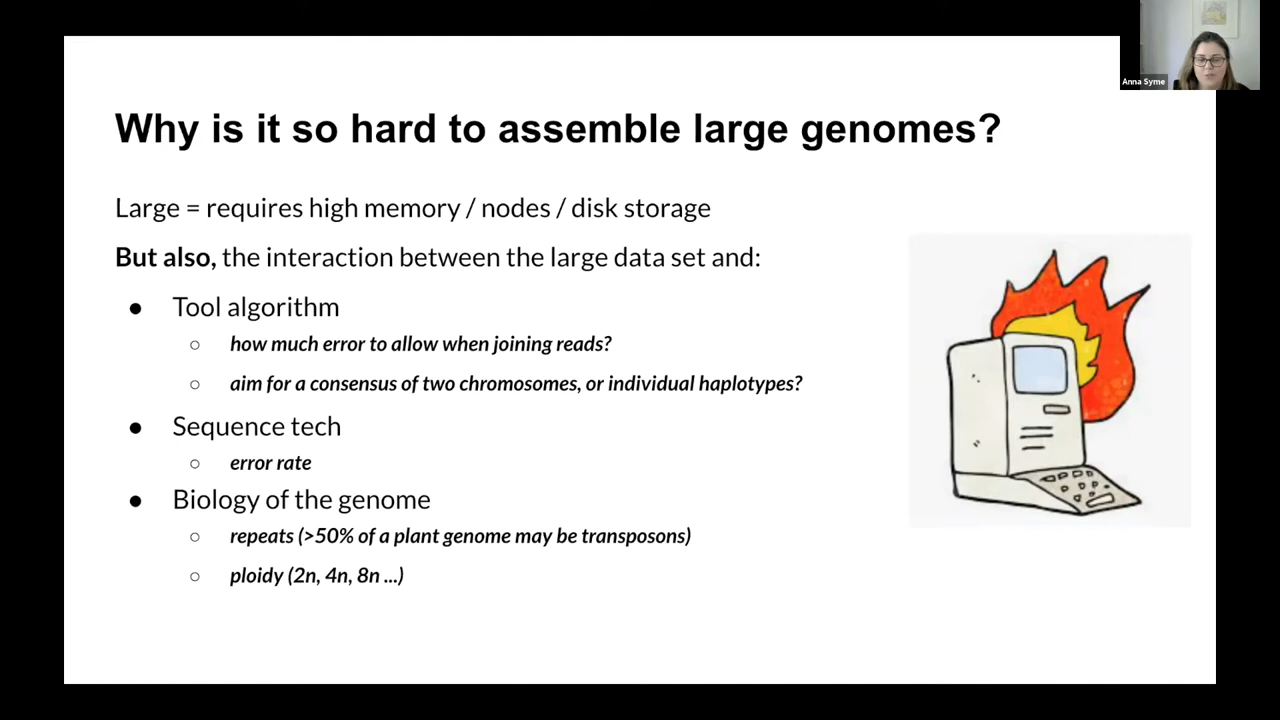 Anna Syme
Why is it so hard to assemble large genomes?
Large = requires high memory / nodes / disk storage
But also, the interaction between the large data set and:
● Tool algorithm
○ how much error to allow when joining reads?
○ aim for a consensus of two chromosomes, or individual haplotypes?
● Sequence tech
○ error rate
● Biology of the genome
○ repeats (>50% of a plant genome may be transposons)
○ ploidy (2n, 4n, 8n ...)